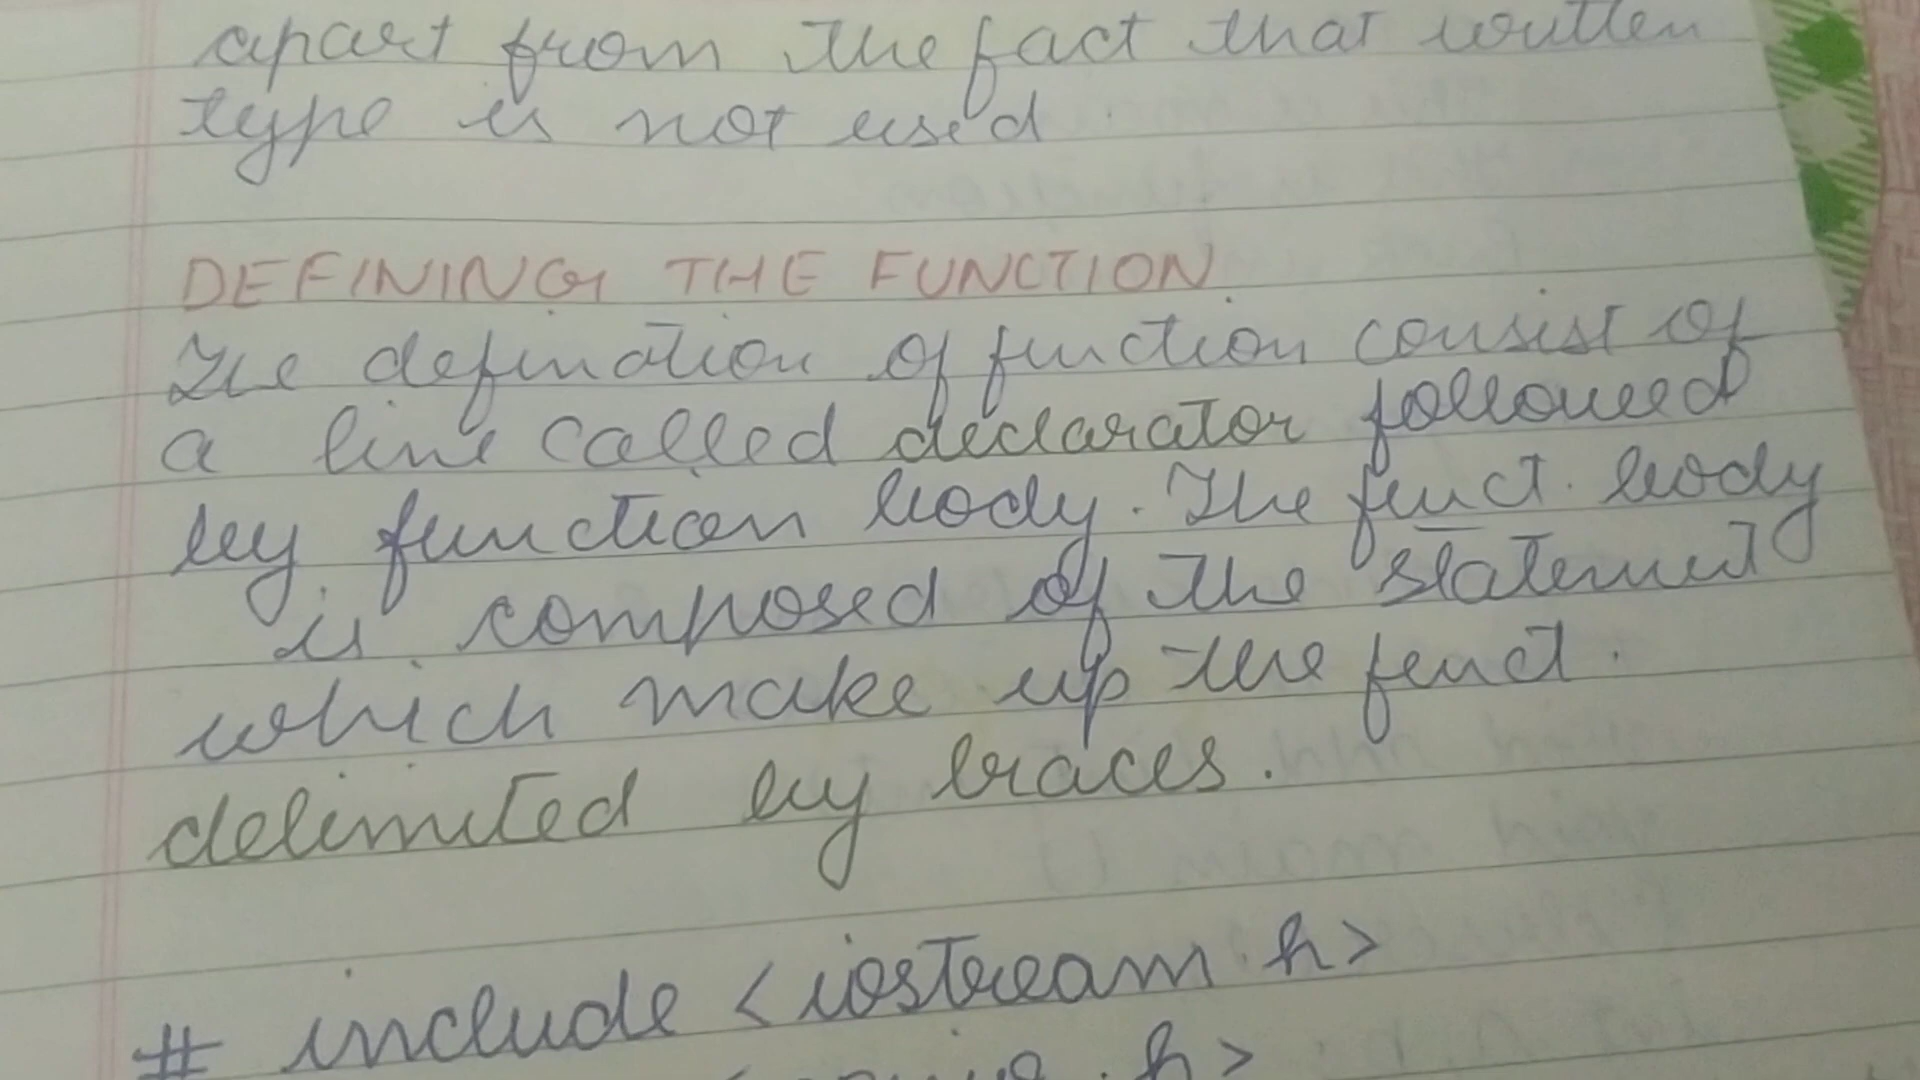 apart from the fact that written
type is not used
DEFINING THE FUNCTION
The defination of function consist of
a line called declarator followed
by function body. The funct. body
is composed of the statement
which make up the funct.
delimited by braces.
# include <iostream.h>
.h>